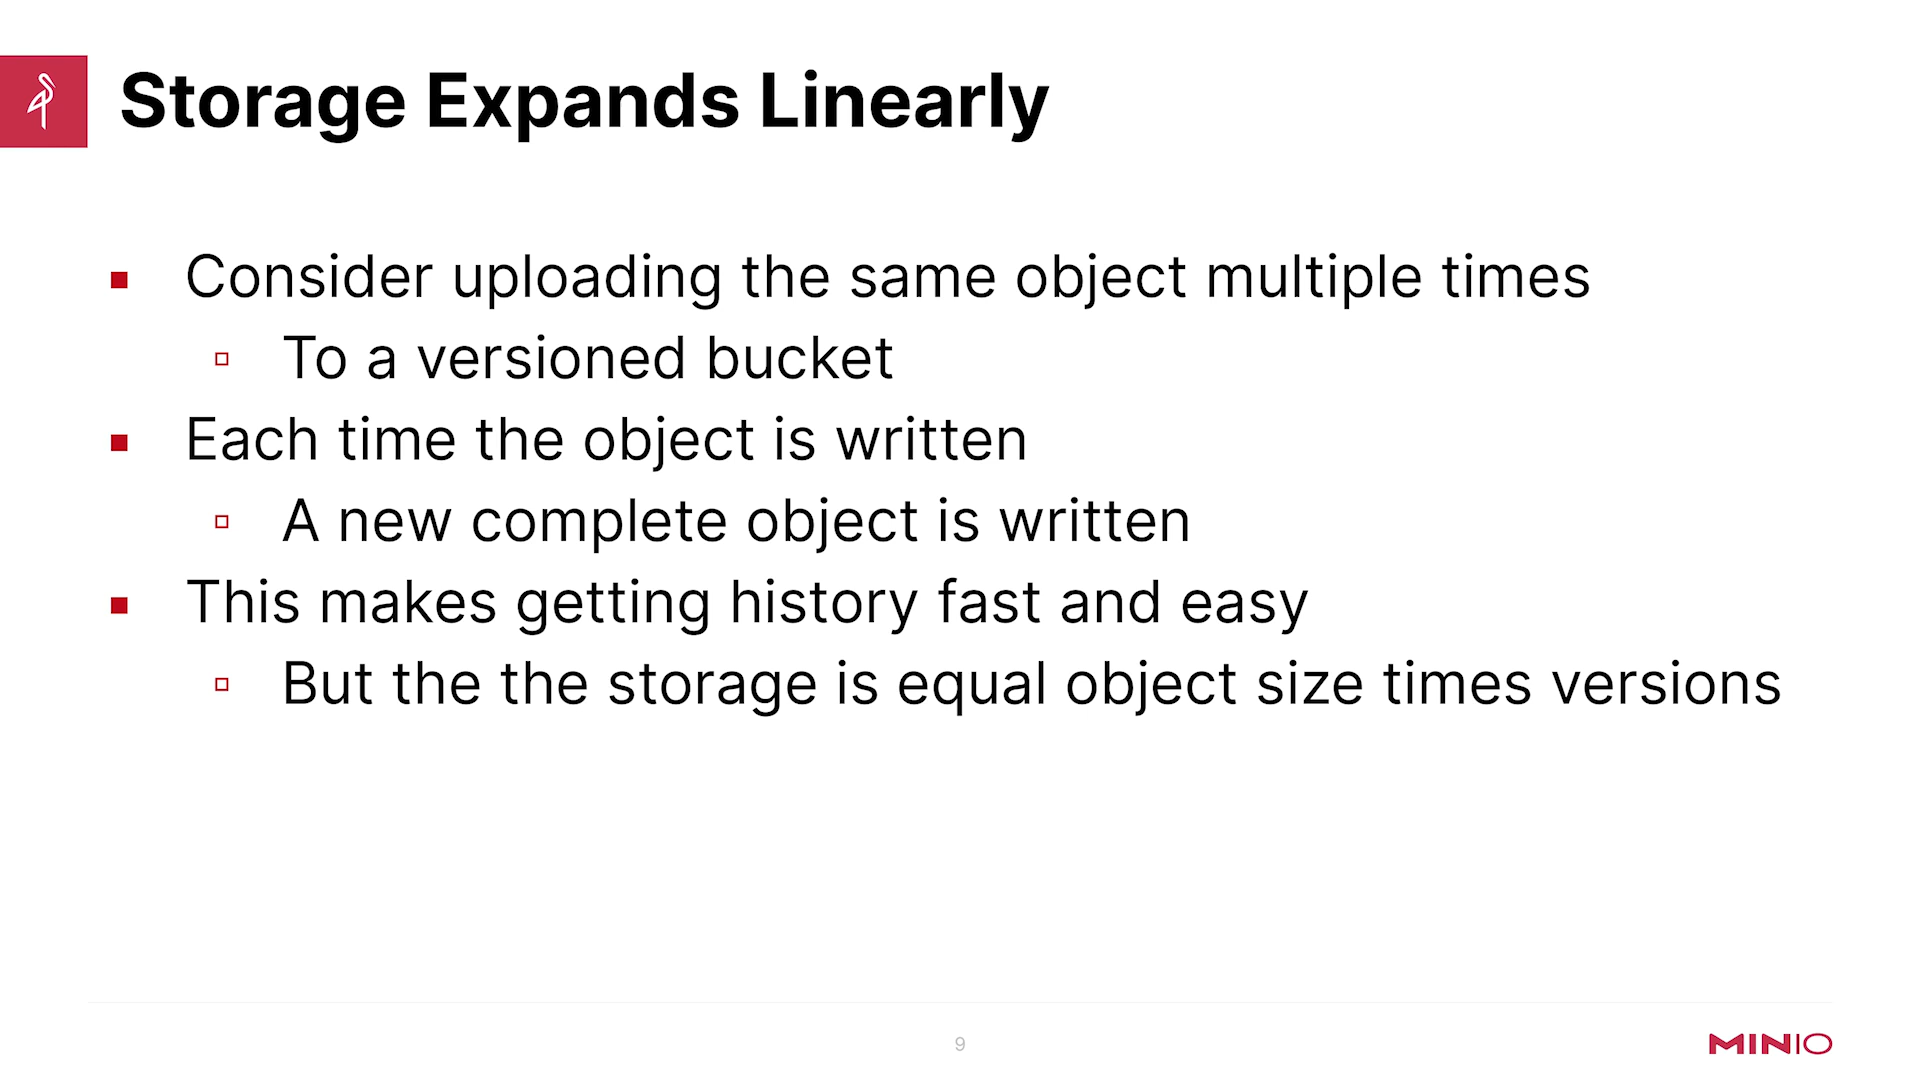 Storage Expands Linearly
Consider uploading the same object multiple times
To a versioned bucket
Each time the object is written
A new complete object is written
This makes getting history fast and easy
But the the storage is equal object size times versions
9
MINIO